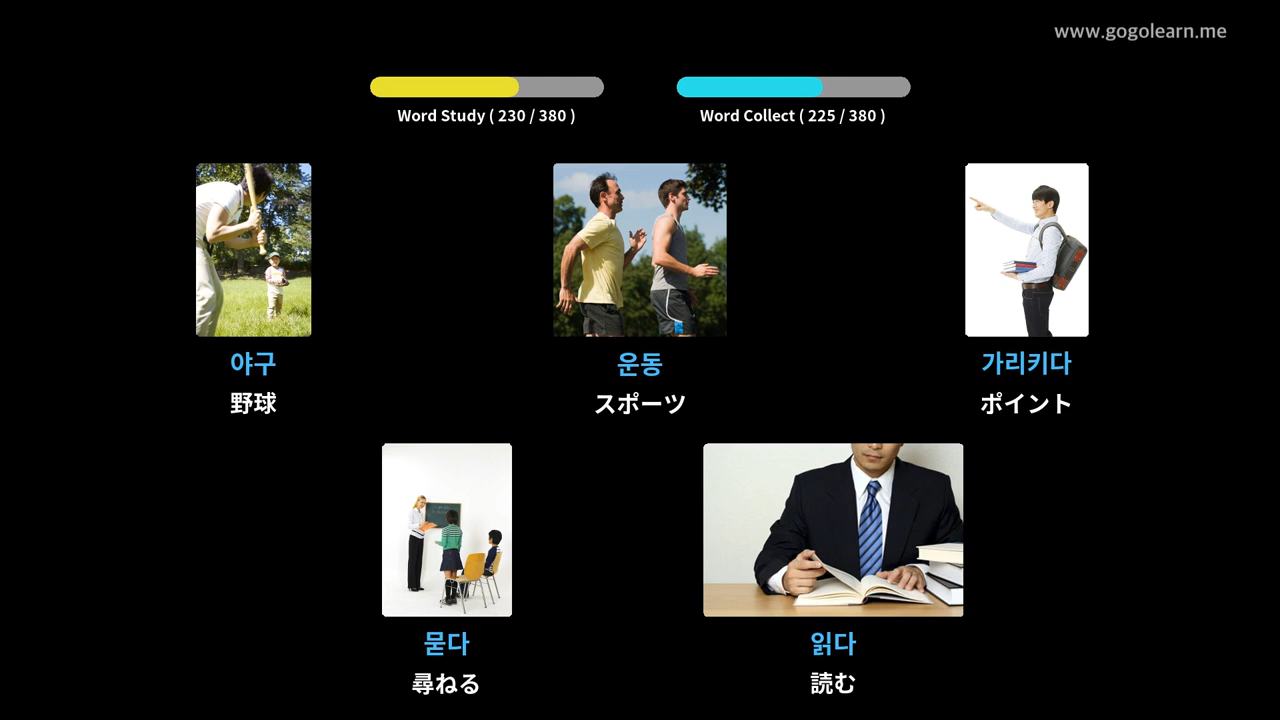 www.gogolearn.me
Word Study ( 230 / 380 )
Word Collect ( 225 / 380 )
야구
野球
운동
スポーツ
가리키다
ポイント
묻다
尋ねる
읽다
読む